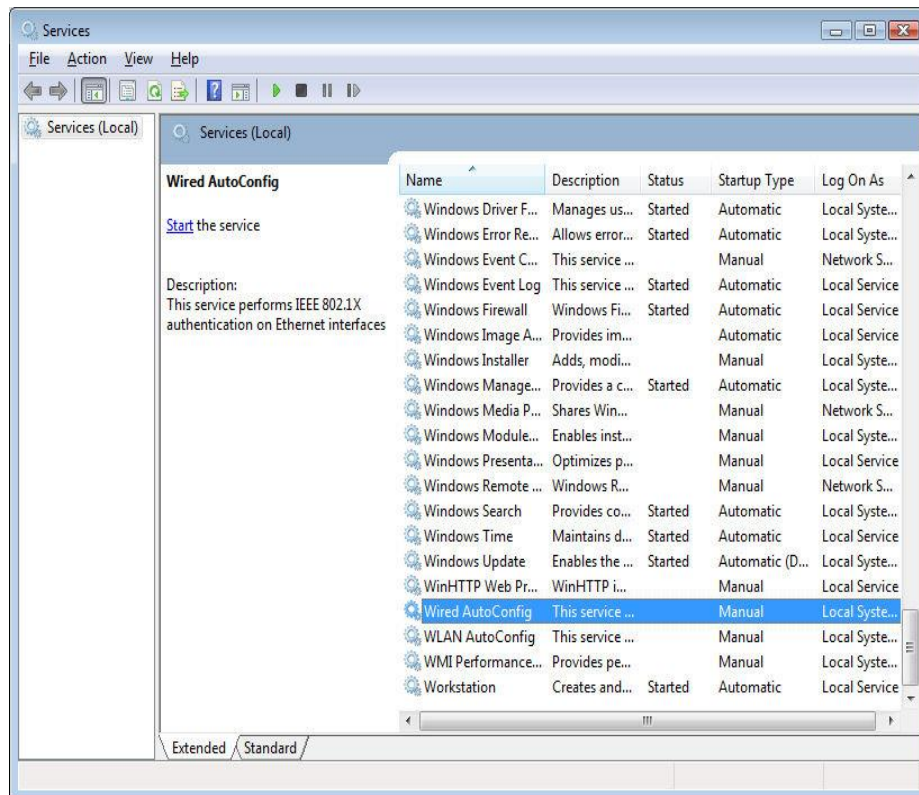 Services
File Action View Help
Services (Local)
Services (Local)
Wired AutoConfig
Start the service
Description:
This service performs IEEE 802.1X
authentication on Ethernet interfaces
Name Description Status Startup Type Log On As
Windows Driver F... Manages us... Started Automatic Local Syste...
Windows Error Re... Allows error... Started Automatic Local Syste...
Windows Event C... This service ... Manual Network S...
Windows Event Log This service ... Started Automatic Local Service
Windows Firewall Windows Fi... Started Automatic Local Service
Windows Image A... Provides im... Automatic Local Service
Windows Installer Adds, modi... Manual Local Syste...
Windows Manage... Provides a c... Started Automatic Local Syste...
Windows Media P... Shares Win... Manual Network S...
Windows Module... Enables inst... Manual Local Syste...
Windows Presenta... Optimizes p... Manual Local Service
Windows Remote ... Windows R... Manual Network S...
Windows Search Provides co... Started Automatic Local Syste...
Windows Time Maintains d... Started Automatic Local Service
Windows Update Enables the ... Started Automatic (D... Local Syste...
WinHTTP Web Pr... WinHTTP i... Manual Local Service
Wired AutoConfig This service ... Manual Local Syste...
WLAN AutoConfig This service ... Manual Local Syste...
WMI Performance... Provides pe... Manual Local Syste...
Workstation Creates and... Started Automatic Local Service
Extended Standard